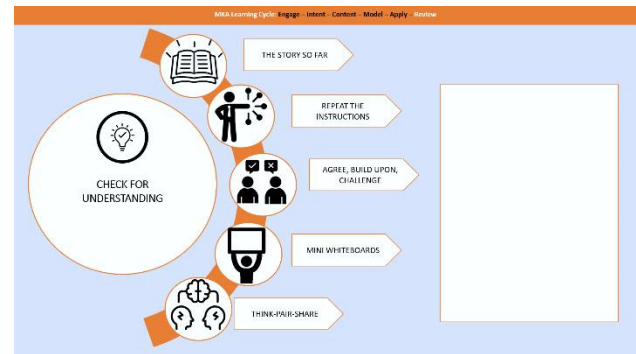 MKA Learning Cycle: Engage – Intent – Content – Model – Apply – Review
THE STORY SO FAR
REPEAT THE
INSTRUCTIONS
CHECK FOR
UNDERSTANDING
AGREE, BUILD UPON,
CHALLENGE
MINI WHITEBOARDS
THINK-PAIR-SHARE